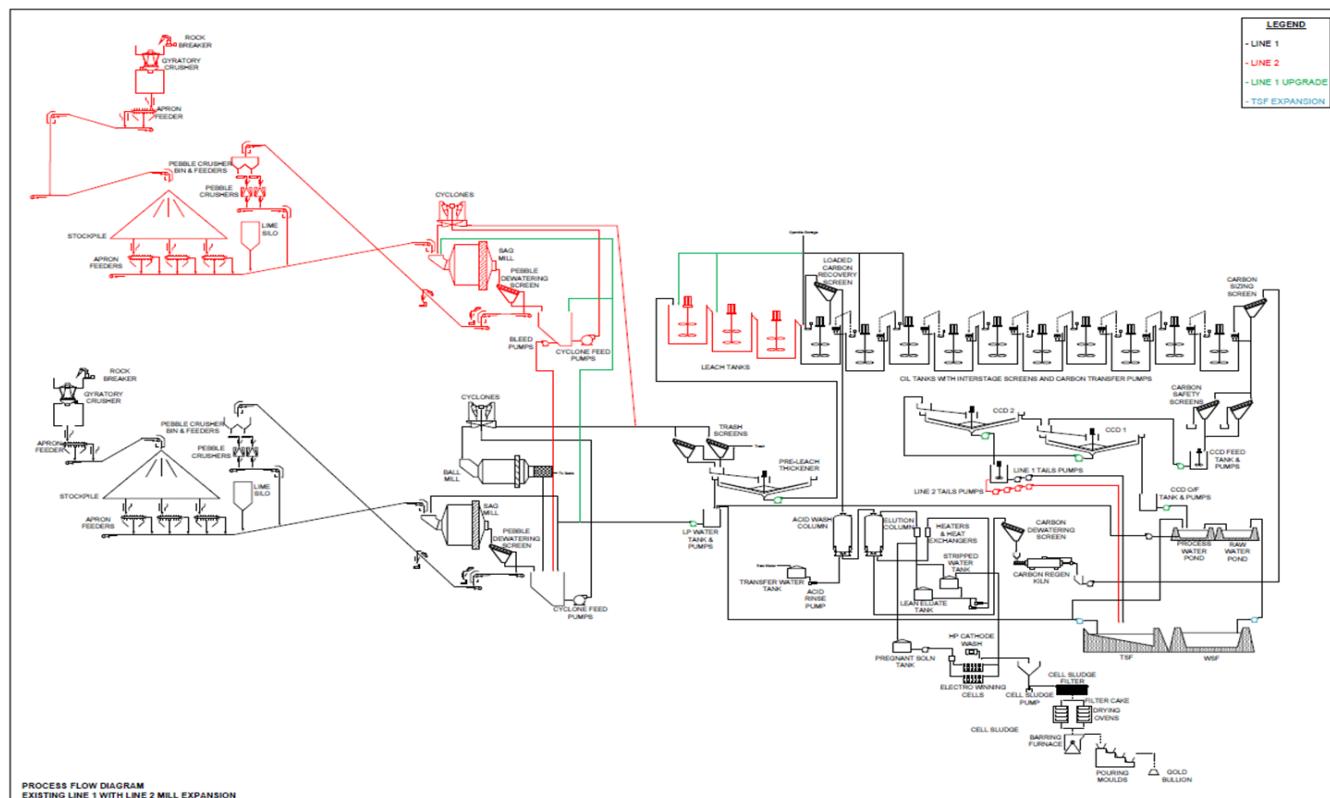 LEGEND
- LINE 1
- LINE 2
- LINE 1 UPGRADE
- TSF EXPANSION
ROCK
BREAKER
GYRATORY
CRUSHER
APRON
FEEDER
PEBBLE CRUSHER
BIN & FEEDERS
PEBBLE
CRUSHERS
LIME
SILO
STOCKPILE
APRON
FEEDERS
CYCLONES
SAG
MILL
PEBBLE
DEWATERING
SCREEN
BLEED
PUMPS
CYCLONE FEED
PUMPS
LOADED
CARBON
RECOVERY
SCREEN
CARBON
SIZING
SCREEN
LEACH TANKS
CIL TANKS WITH INTERSTAGE SCREENS AND CARBON TRANSFER PUMPS
ROCK
BREAKER
GYRATORY
CRUSHER
APRON
FEEDER
PEBBLE CRUSHER
BIN & FEEDERS
PEBBLE
CRUSHERS
LIME
SILO
STOCKPILE
APRON
FEEDERS
CYCLONES
BALL
MILL
SAG
MILL
PEBBLE
DEWATERING
SCREEN
CYCLONE FEED
PUMPS
TRASH
SCREENS
PRE-LEACH
THICKENER
LP WATER
TANK &
PUMPS
CCD 2
CCD 1
CARBON
SAFETY
SCREENS
CCD FEED
TANK &
PUMPS
LINE 1 TAILS PUMPS
LINE 2 TAILS PUMPS
CCD O/F
TANK & PUMPS
ACID WASH
COLUMN
ELUTION
COLUMN
HEATERS
& HEAT
EXCHANGERS
STRIPPED
WATER
TANK
CARBON
DEWATERING
SCREEN
CARBON REGEN
KILN
PROCESS
WATER
POND
RAW
WATER
POND
TRANSFER WATER
TANK
ACID
RINSE
PUMP
LEAN ELUATE
TANK
PREGNANT SOLN
TANK
HP CATHODE
WASH
ELECTRO WINNING
CELLS
TSF
WSF
CELL SLUDGE
PUMP
CELL SLUDGE
FILTER
FILTER CAKE
DRYING
OVENS
CELL SLUDGE
BARRING
FURNACE
POURING
MOULDS
GOLD
BULLION
PROCESS FLOW DIAGRAM
EXISTING LINE 1 WITH LINE 2 MILL EXPANSION